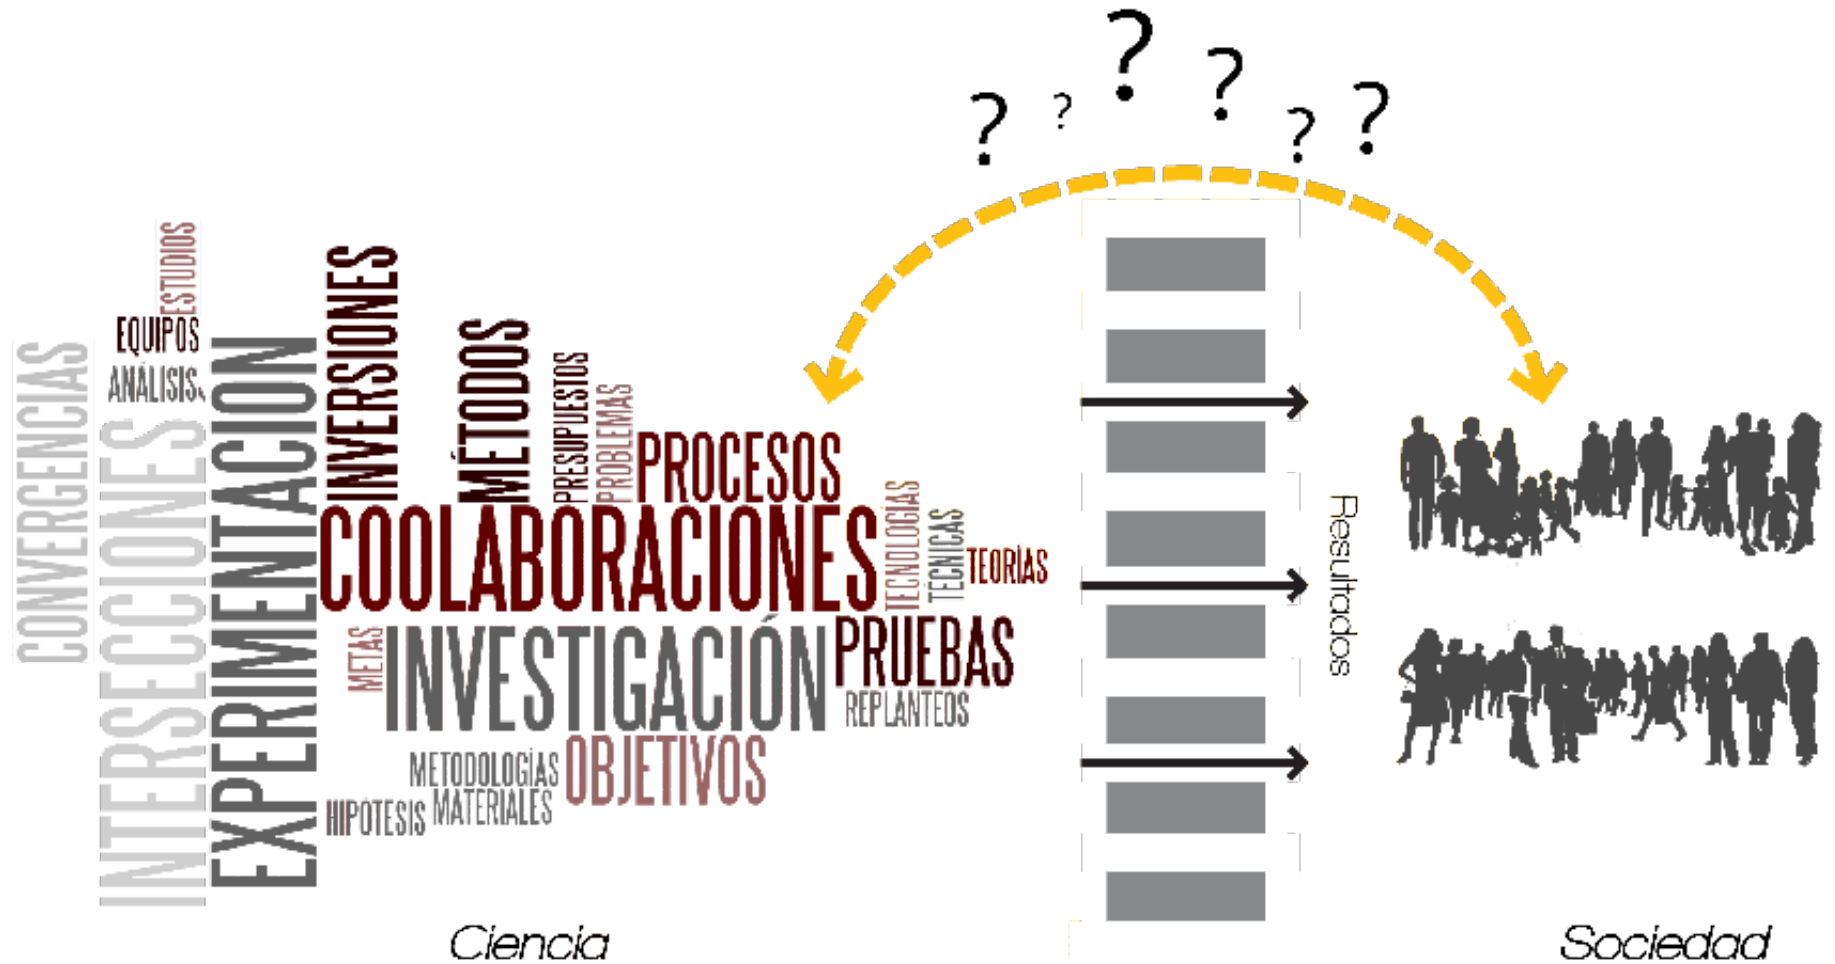 ? ? ? ? ? ?
CONVERGENCIAS
ESTUDIOS
EQUIPOS
ANÁLISIS
INTERSECCIONES
EXPERIMENTACION
INVERSIONES
MÉTODOS
PRESUPUESTOS
PROBLEMAS
PROCESOS
COOLABORACIONES
TECNOLOGÍAS
TÉCNICAS
TEORÍAS
METAS
INVESTIGACIÓN
PRUEBAS
REPLANTEOS
METODOLOGÍAS
OBJETIVOS
HIPÓTESIS
MATERIALES
Resultados
Ciencia
Sociedad